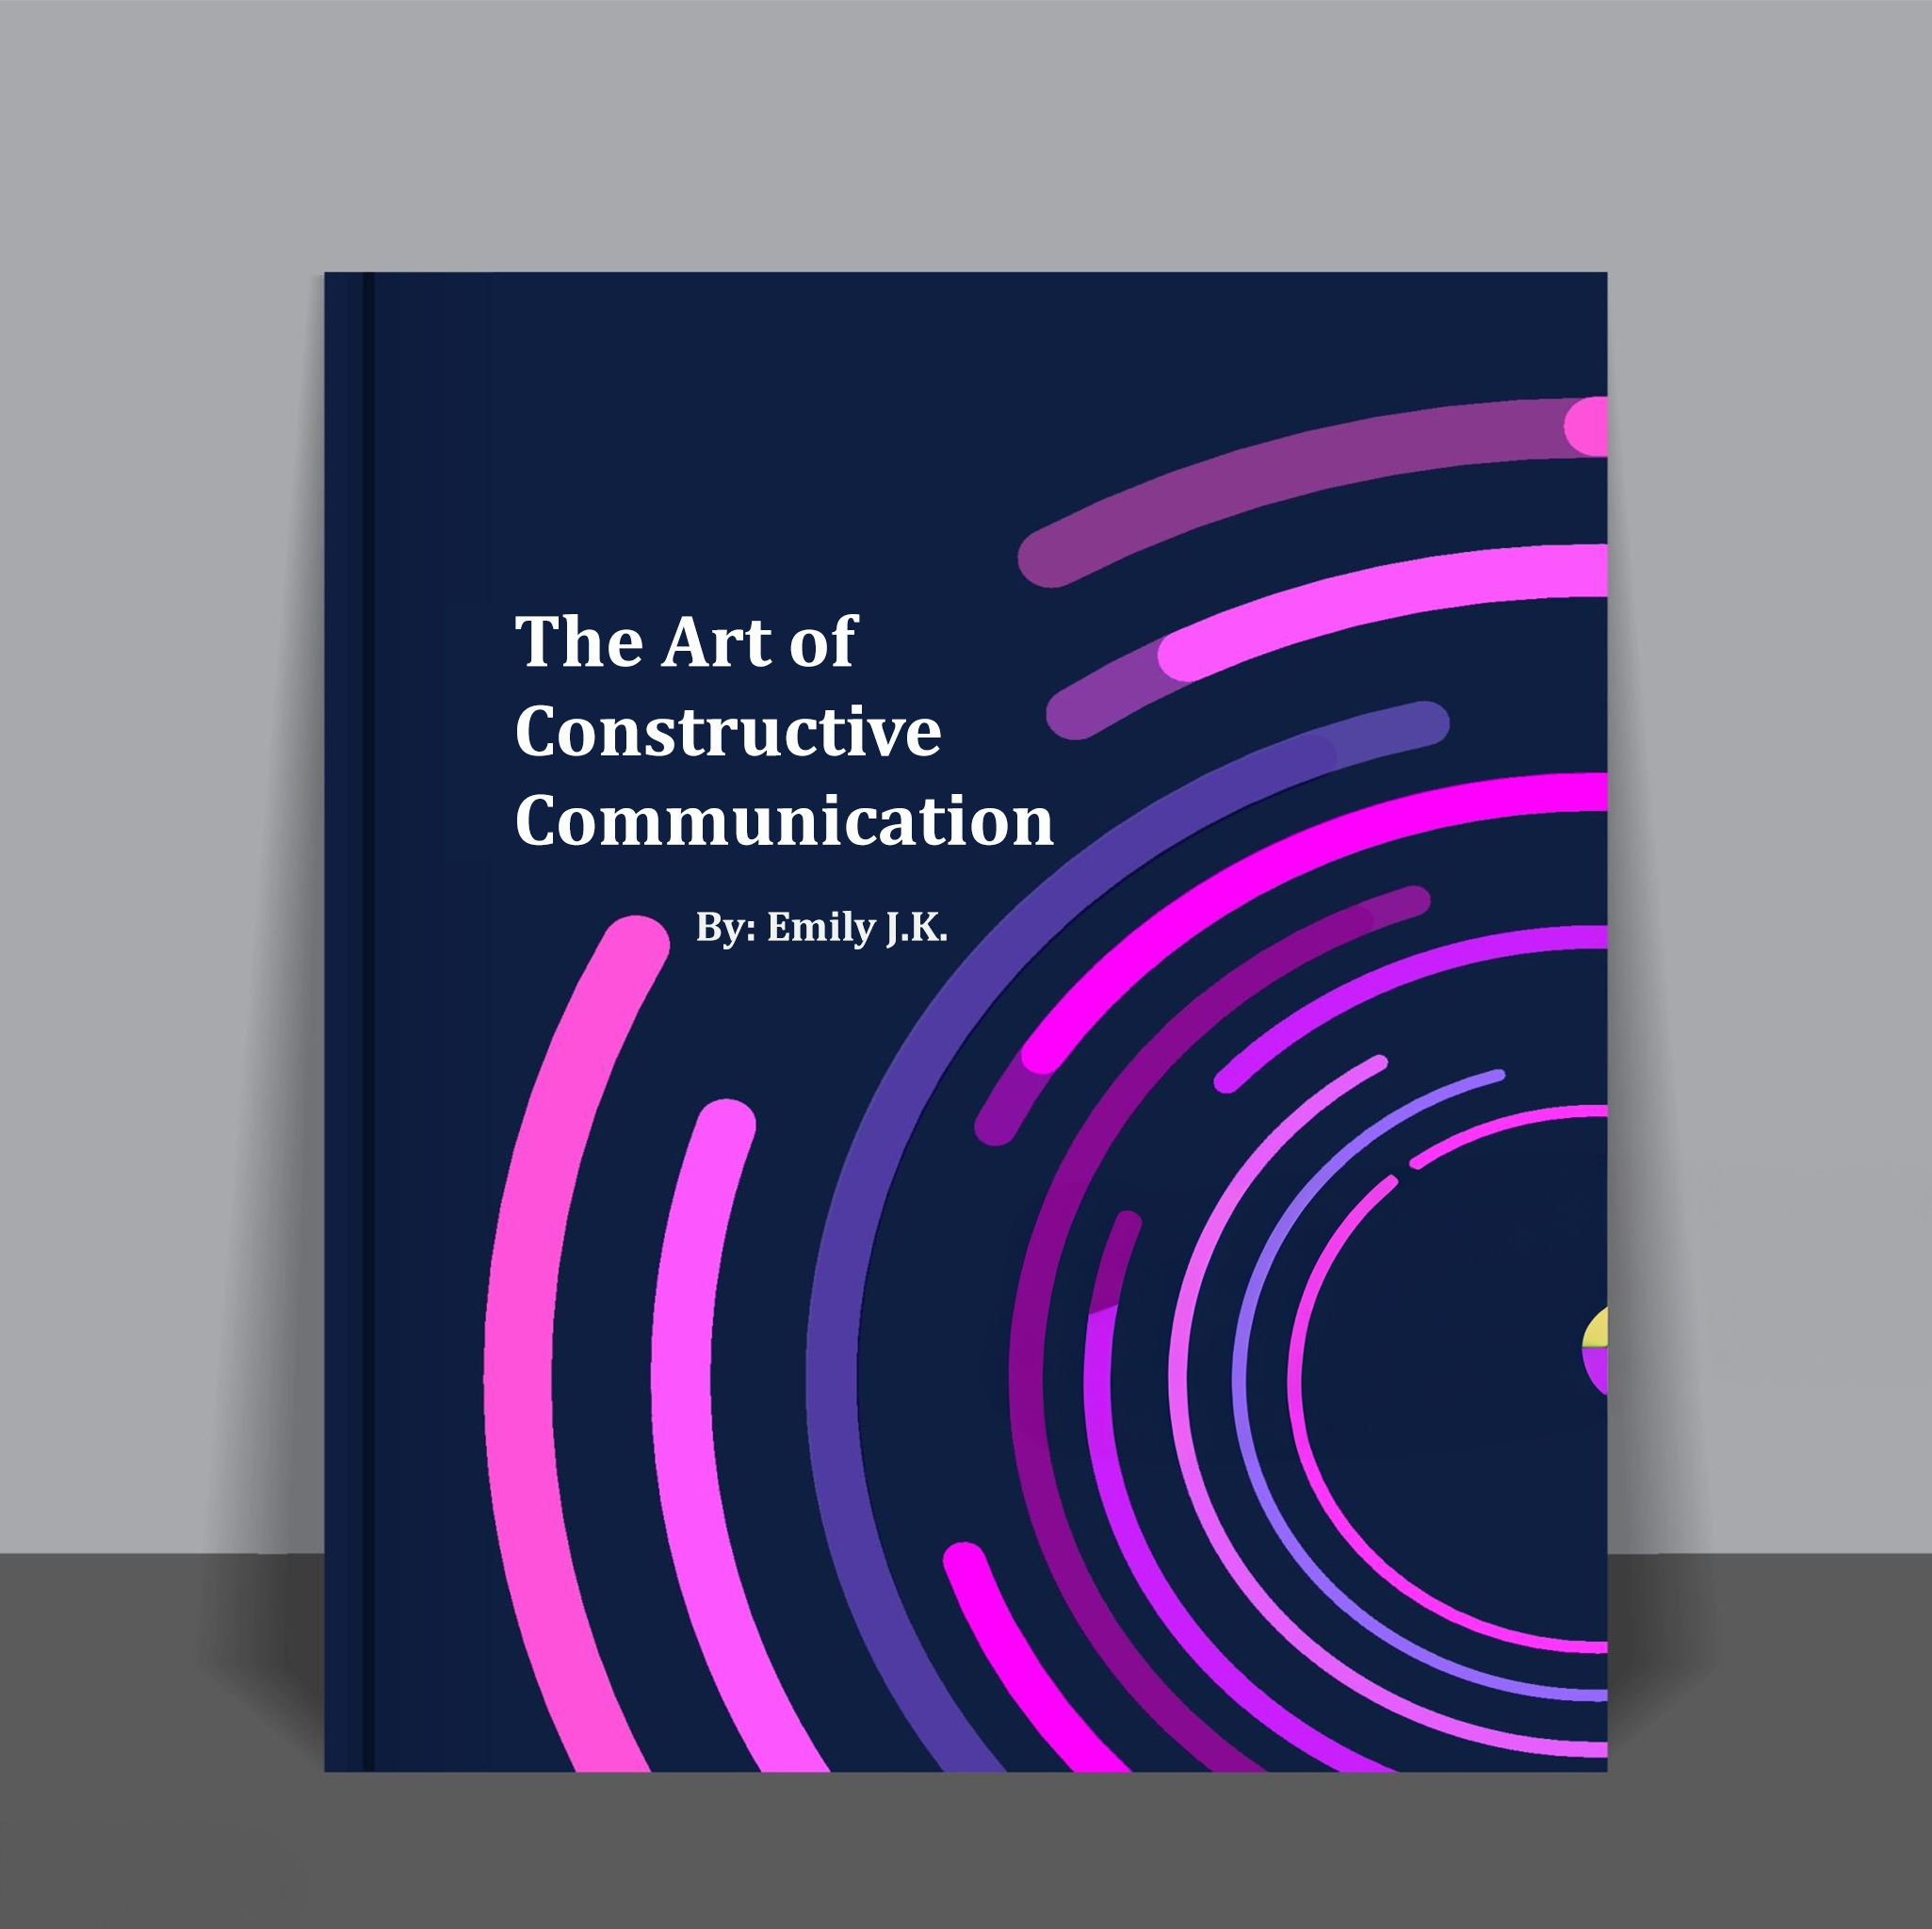 The Art of
Constructive
Communication
By: Emily J.K.